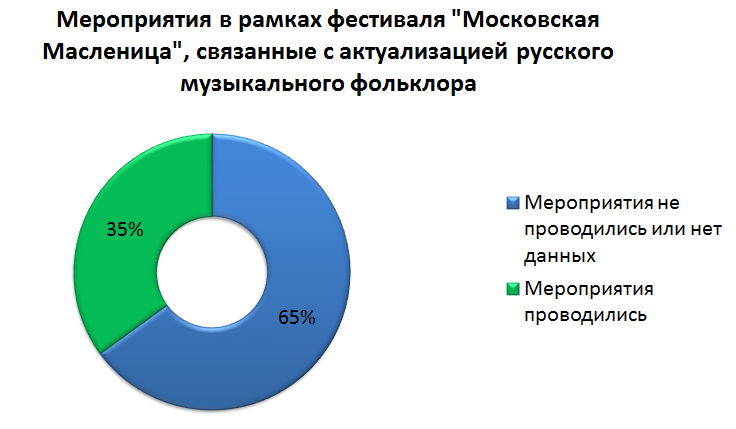 Мероприятия в рамках фестиваля "Московская
Масленица", связанные с актуализацией русского
музыкального фольклора
35%
65%
Мероприятия не
проводились или нет
данных
Мероприятия
проводились